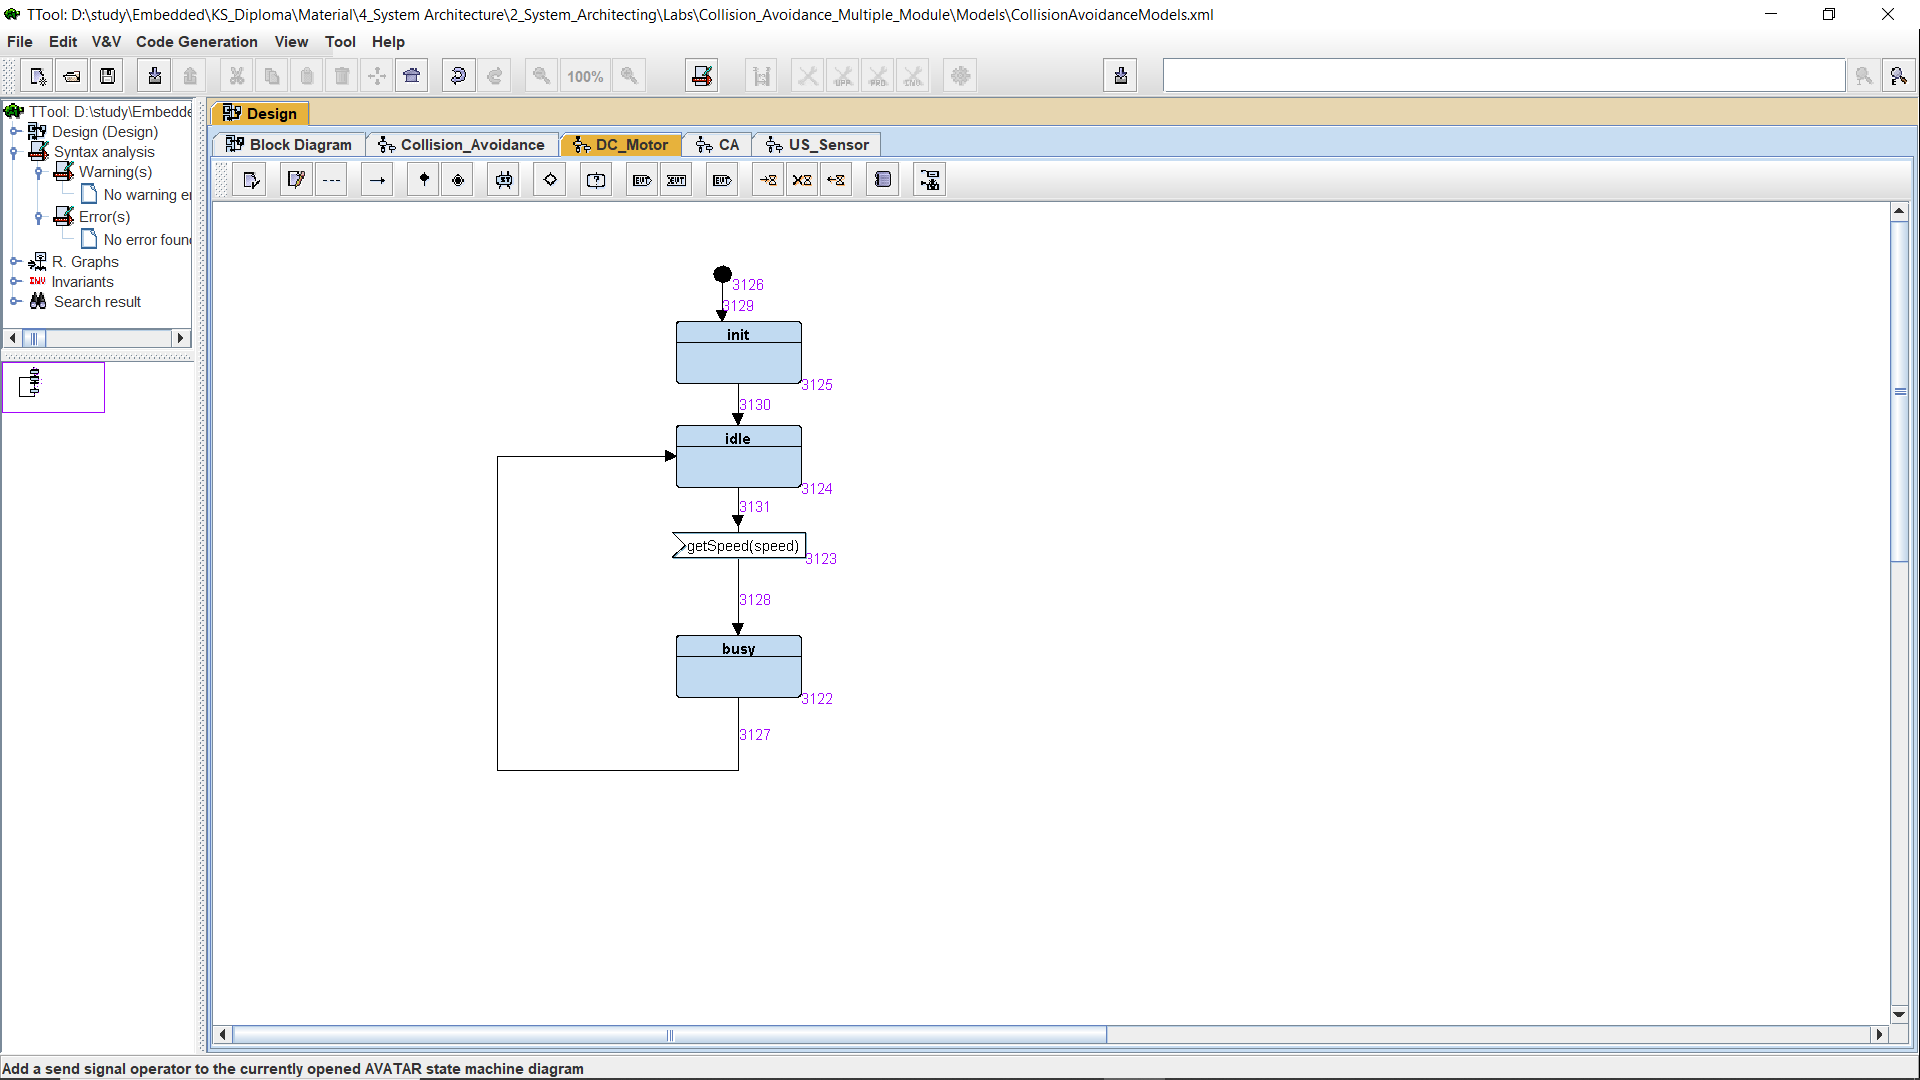 TTool: D:\study\Embedded\KS_Diploma\Material\4_System Architecture\2_System_Architecting\Labs\Collision_Avoidance_Multiple_Module\Models\CollisionAvoidanceModels.xml
File Edit V&V Code Generation View Tool Help
100%
TTool: D:\study\Embedde
Design (Design)
Syntax analysis
Warning(s)
No warning e
Error(s)
No error foun
R. Graphs
INV Invariants
Search result
Design
Block Diagram Collision_Avoidance DC_Motor CA US_Sensor
3126
3129
init
3125
3130
idle
3124
3131
getSpeed(speed)
3123
3128
busy
3122
3127
Add a send signal operator to the currently opened AVATAR state machine diagram